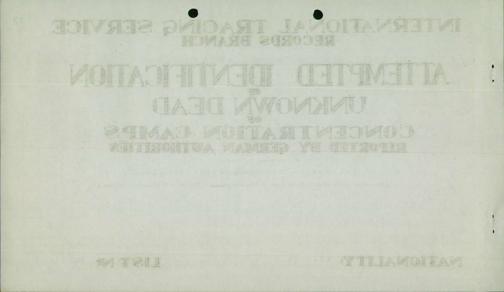 INTERNATIONAL TRACING SERVICE
RECORDS BRANCH
ATTEMPTED IDENTIFICATION
OF
UNKNOWN DEAD
OF
CONCENTRATION CAMPS
REPORTED BY GERMAN AUTHORITIES
NATIONALITY LIST Nº